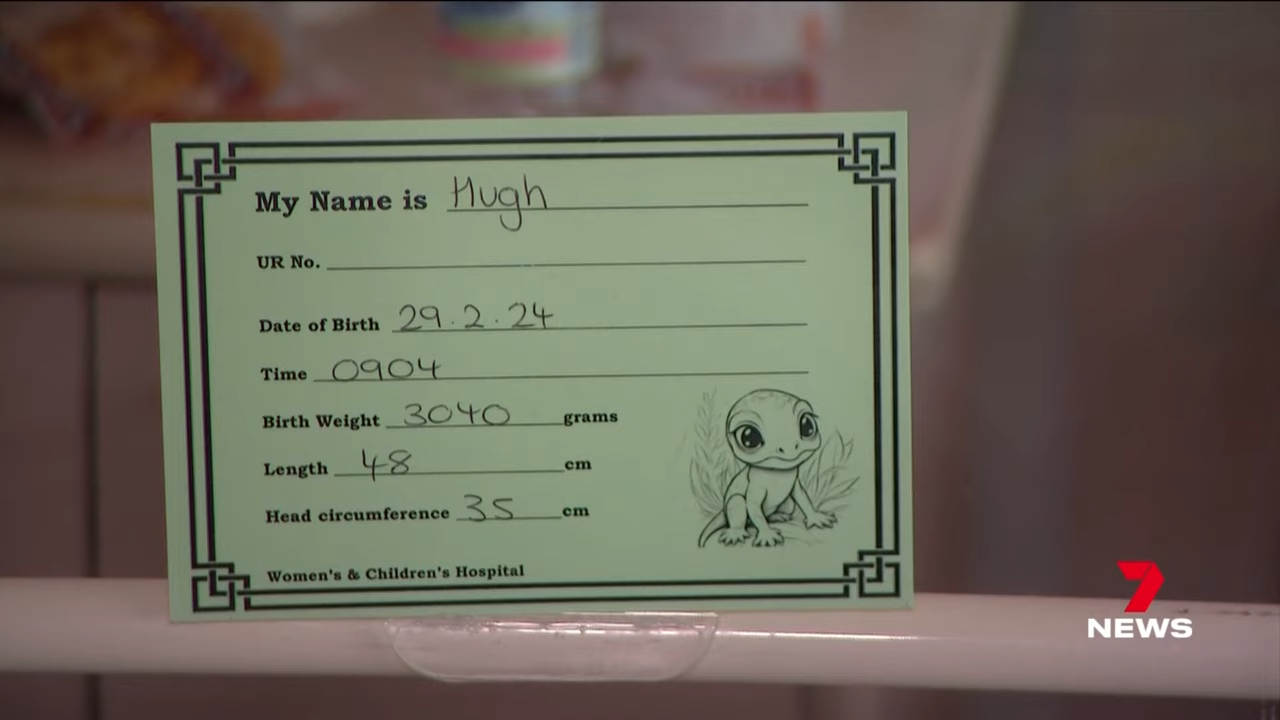 My Name is Hugh
UR No.
Date of Birth 29.2.24
Time 0904
Birth Weight 3040 grams
Length 48 cm
Head circumference 35 cm
Women's & Children's Hospital
7
NEWS